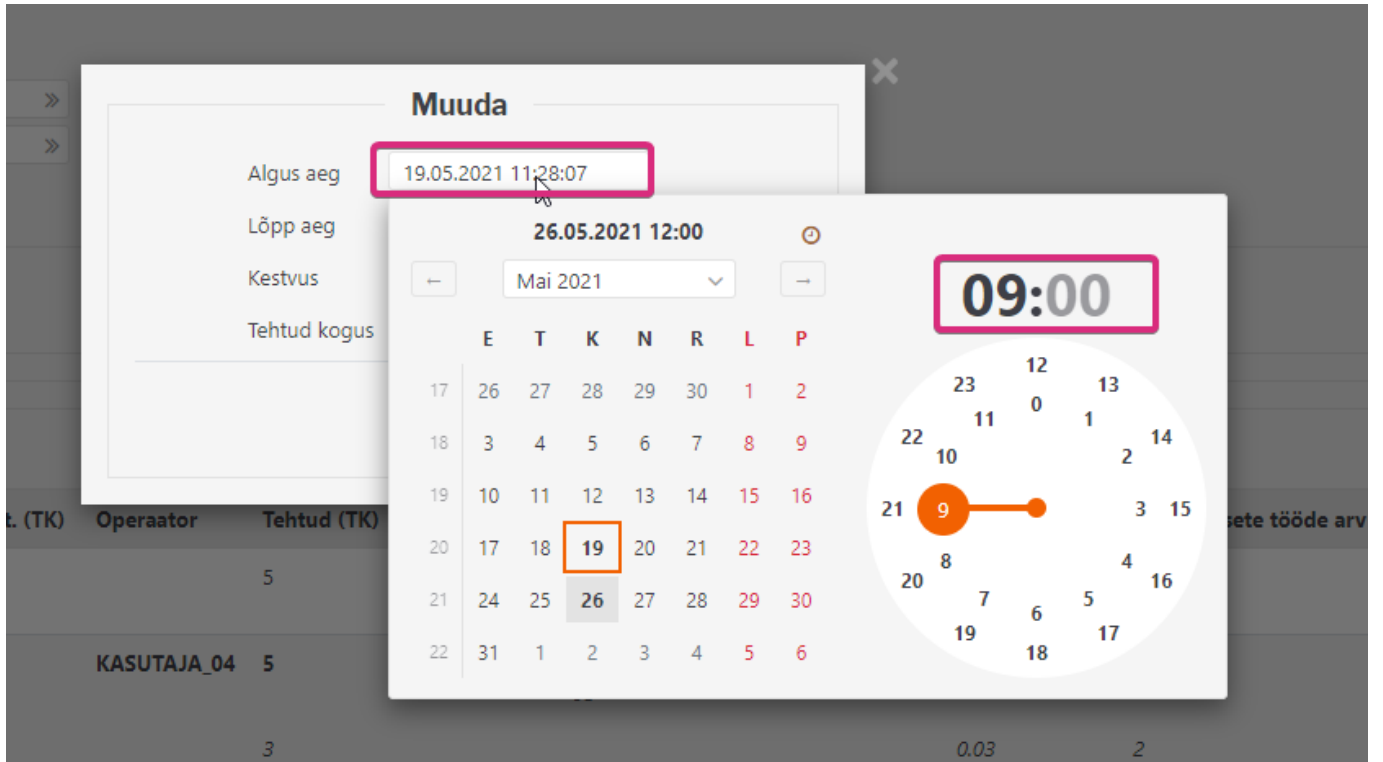 Muuda
Algus aeg 19.05.2021 11:28:07
Lõpp aeg
Kestvus
Tehtud kogus
26.05.2021 12:00
← Mai 2021 →
E T K N R L P
17 26 27 28 29 30 1 2
18 3 4 5 6 7 8 9
19 10 11 12 13 14 15 16
20 17 18 19 20 21 22 23
21 24 25 26 27 28 29 30
22 31 1 2 3 4 5 6
09:00
12
23 13
0
11 1
22 14
10 2
21 9 3 15
8 4
20 16
7 5
6
19 17
18
(TK) Operaator Tehtud (TK) tööde arv
5
KASUTAJA_04 5
3 0.03 2